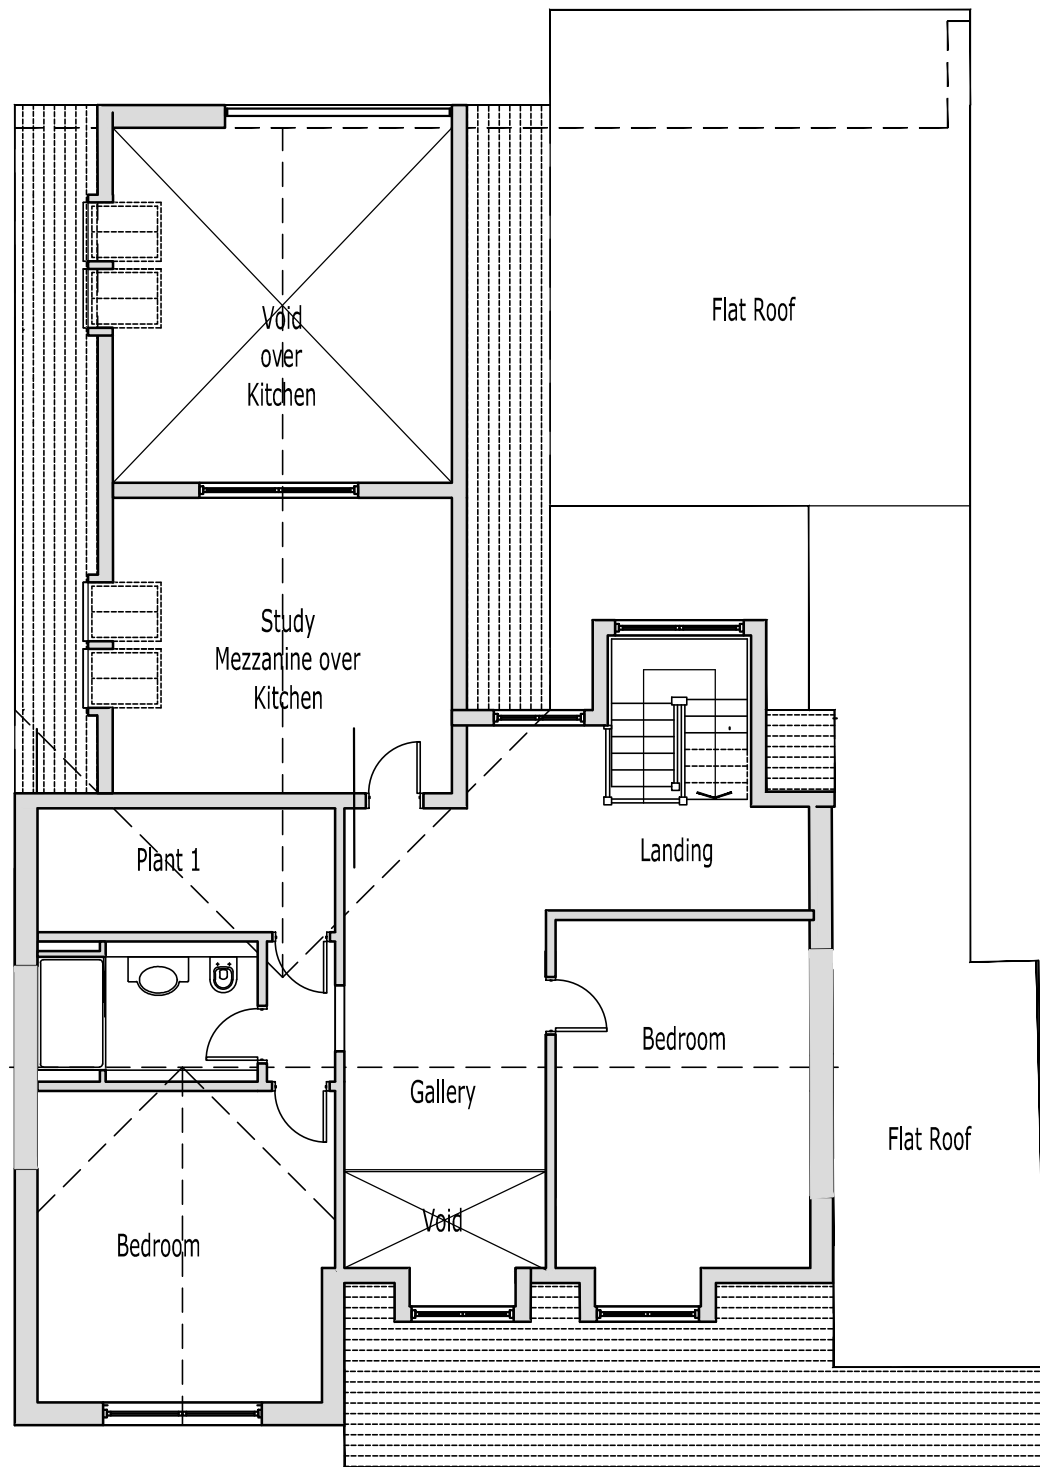 Flat Roof
Void
over
Kitchen
Study
Mezzanine over
Kitchen
Plant 1
Landing
Bedroom
Gallery
Flat Roof
Void
Bedroom